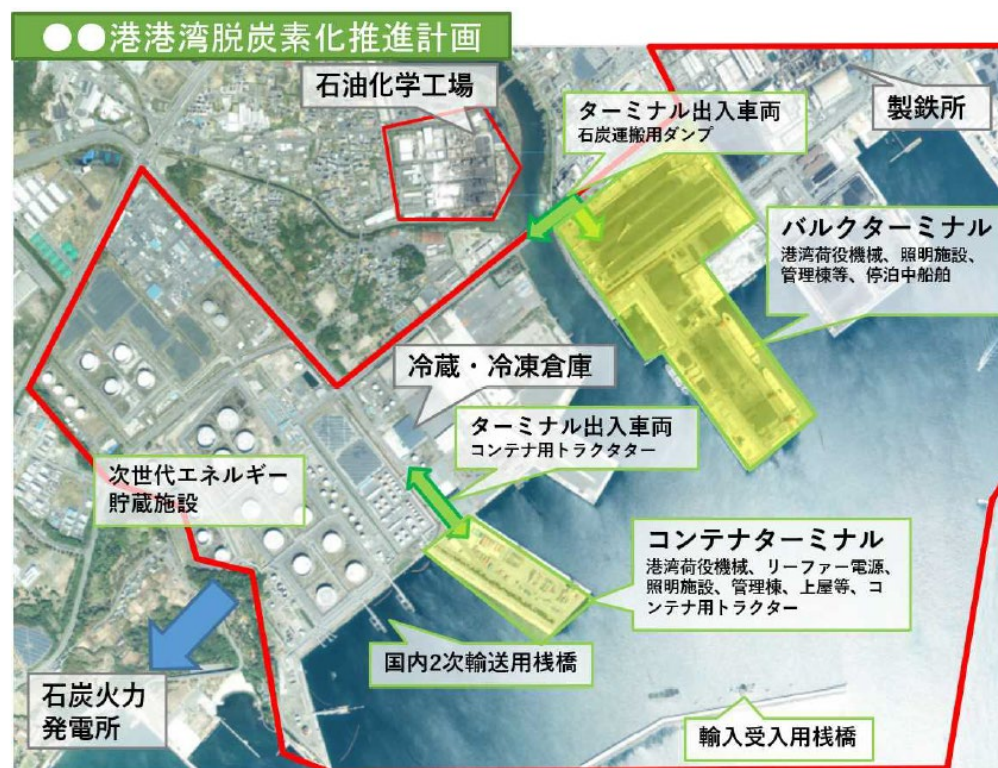 ●●港港湾脱炭素化推進計画
石油化学工場
ターミナル出入車両
石炭運搬用ダンプ
製鉄所
バルクターミナル
港湾荷役機械、照明施設、
管理棟等、停泊中船舶
冷蔵・冷凍倉庫
ターミナル出入車両
コンテナ用トラクタター
次世代エネルギー
貯蔵施設
コンテナターミナル
港湾荷役機械、リーファー電源、
照明施設、管理棟、上屋等、コ
ンテナ用トラクター
国内2次輸送用桟橋
石炭火力
発電所
輸入受入用桟橋